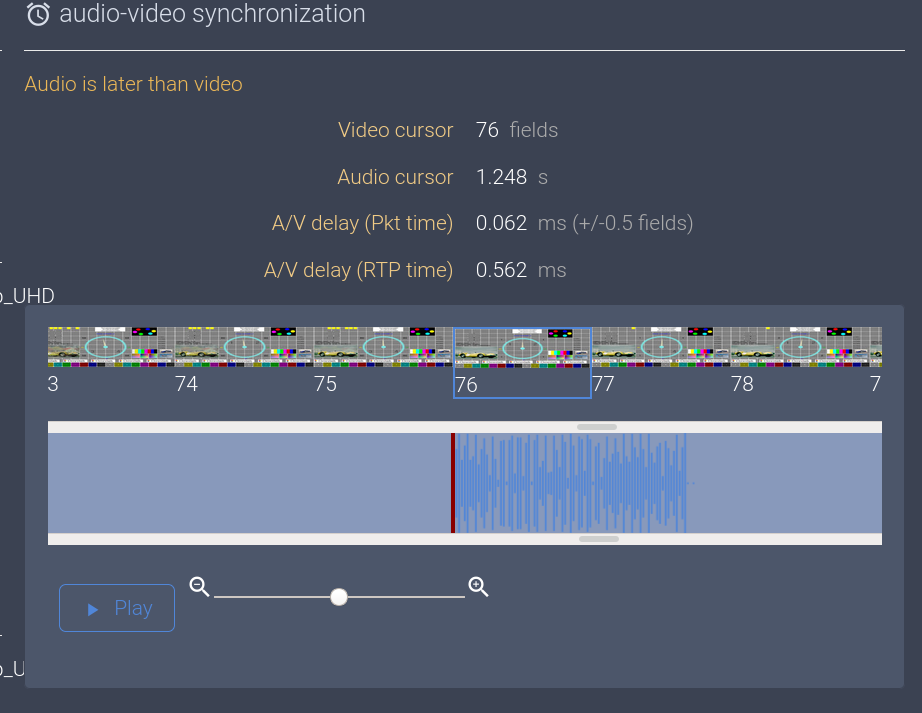 audio-video synchronization
Audio is later than video
Video cursor 76 fields
Audio cursor 1.248 s
A/V delay (Pkt time) 0.062 ms (+/-0.5 fields)
A/V delay (RTP time) 0.562 ms
_UHD
3 74 75 76 77 78 7
Play
_U